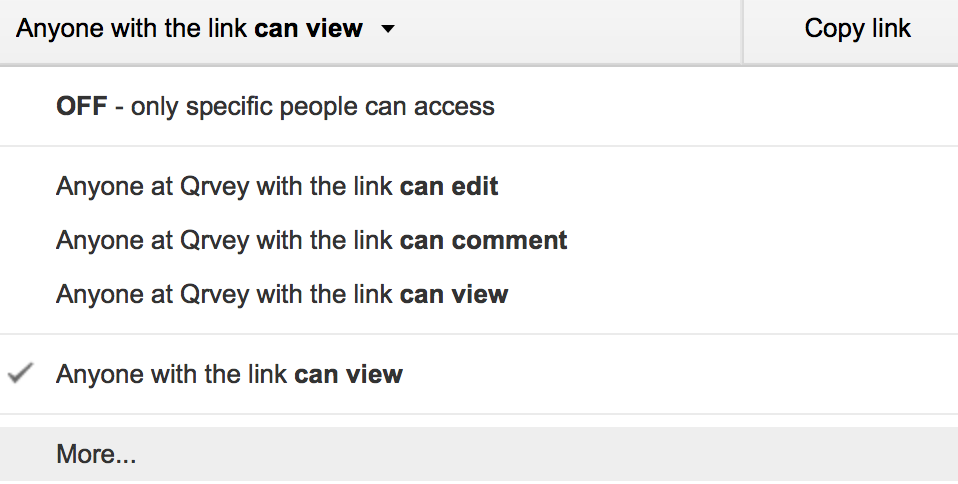 Anyone with the link can view Copy link
OFF - only specific people can access
Anyone at Qrvey with the link can edit
Anyone at Qrvey with the link can comment
Anyone at Qrvey with the link can view
Anyone with the link can view
More...